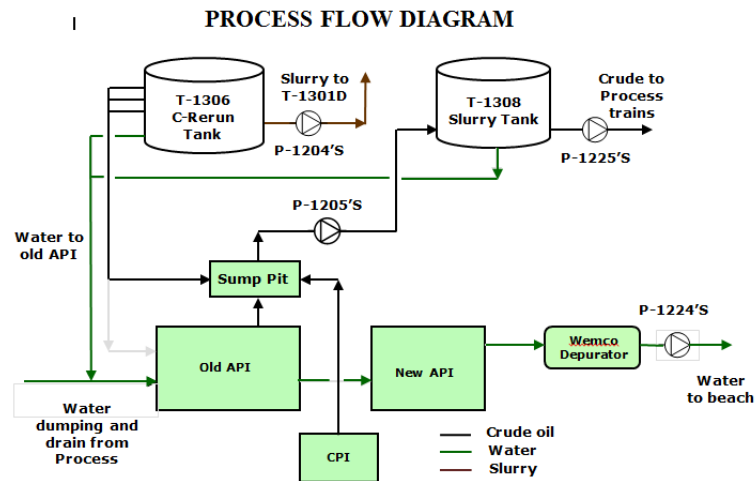 PROCESS FLOW DIAGRAM
T-1306
C-Rerun
Tank
Slurry to
T-1301D
P-1204’S
T-1308
Slurry Tank
Crude to
Process
trains
P-1225’S
P-1205’S
Water to
old API
Sump Pit
Old API
New API
Wemco
Depurator
P-1224’S
Water
to beach
Water
dumping and
drain from
Process
CPI
Crude oil
Water
Slurry